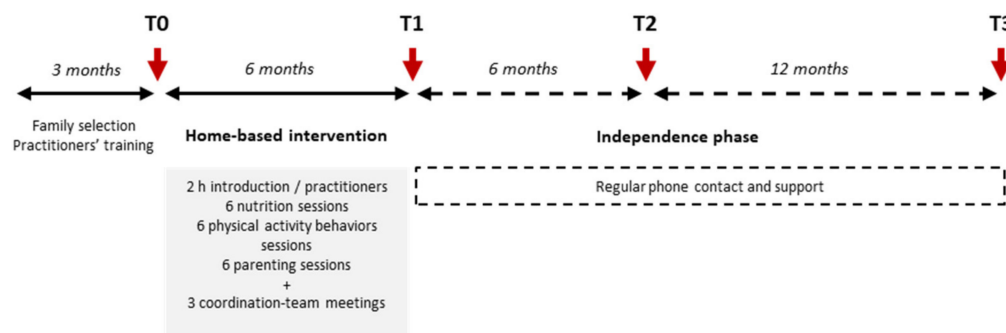 T0
T1
T2
T3
3 months
6 months
6 months
12 months
Family selection
Practitioners' training
Home-based intervention
Independence phase
2 h introduction / practitioners
6 nutrition sessions
6 physical activity behaviors
sessions
6 parenting sessions
+
3 coordination-team meetings
Regular phone contact and support